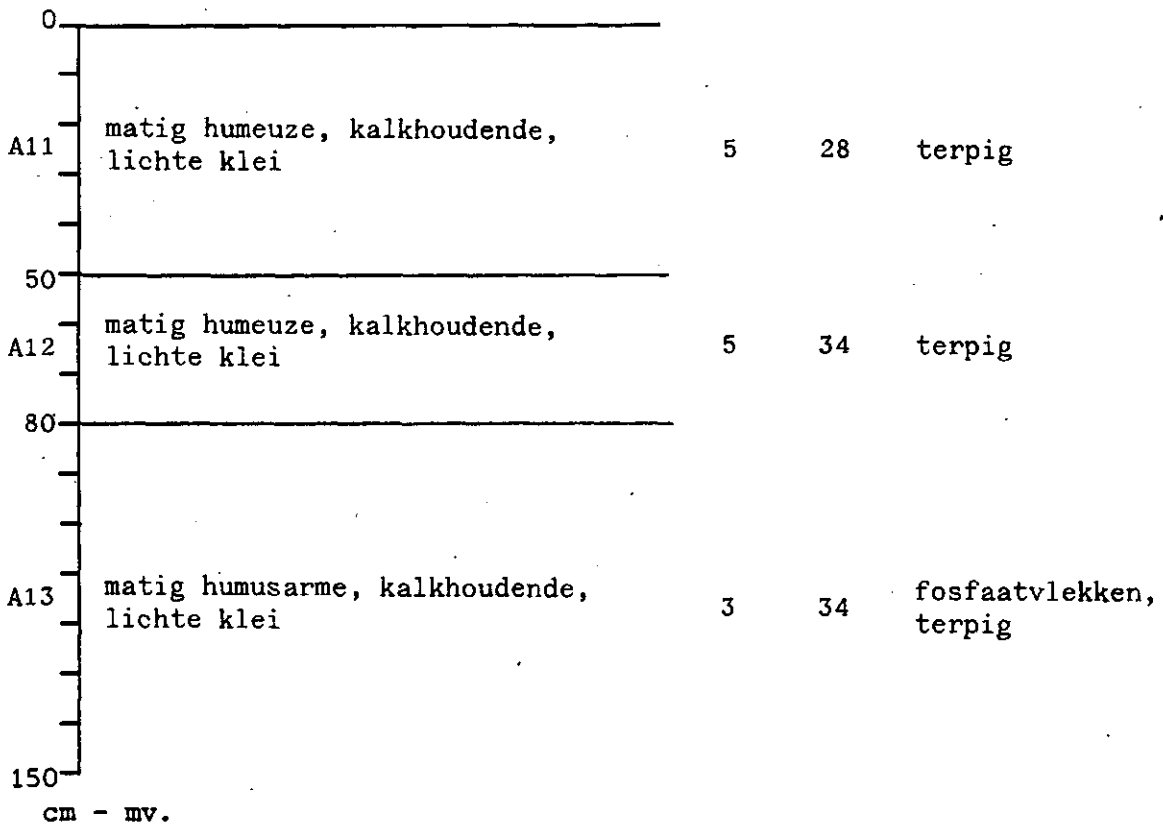 0
matig humeuze, kalkhoudende,
A11 lichte klei 5 28 terpig
50
matig humeuze, kalkhoudende,
A12 lichte klei 5 34 terpig
80
matig humusarme, kalkhoudende, fosfaatvlekken,
A13 lichte klei 3 34 terpig
150
cm - mv.